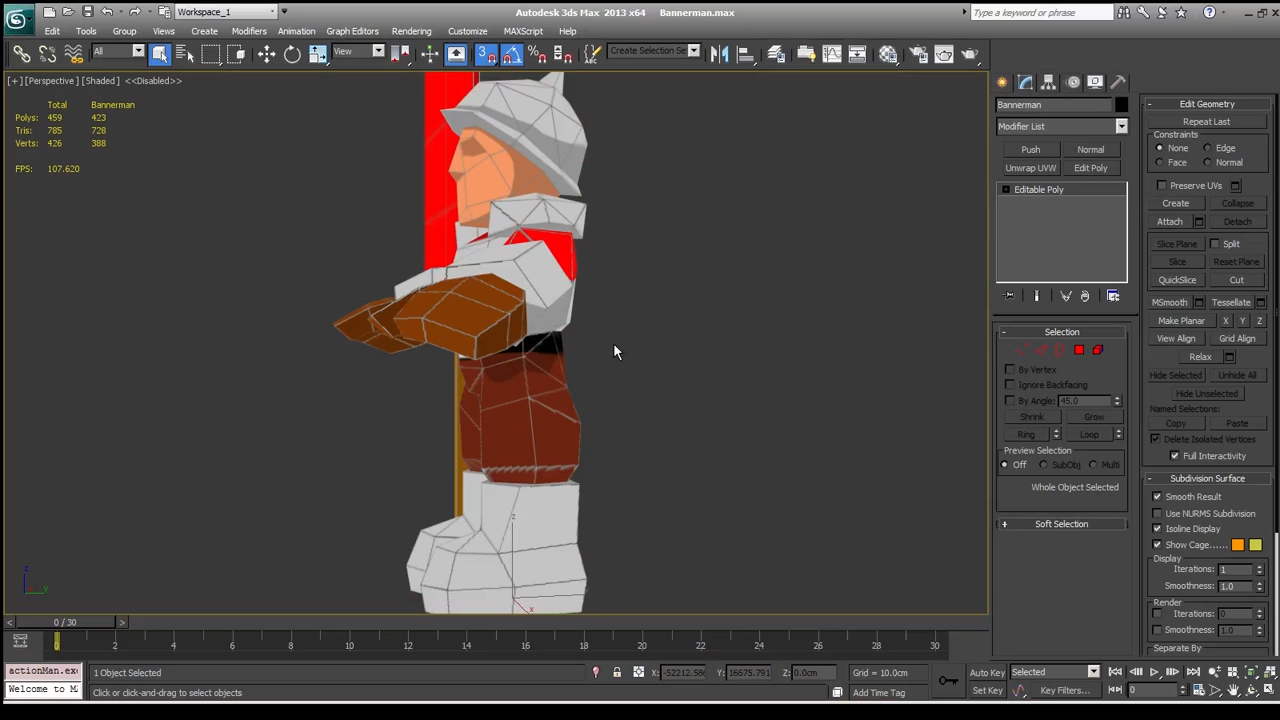 Workspace_1
Autodesk 3ds Max 2013 x64 Bannerman.max
Type a keyword or phrase
Edit Tools Group Views Create Modifiers Animation Graph Editors Rendering Customize MAXScript Help
All View 3 Create Selection Se
[+] [Perspective] [Shaded] <<Disabled>>
Total Bannerman
Polys: 459 423
Tris: 785 728
Verts: 426 388
FPS: 107.620
z
x
z
y
Bannerman
Modifier List
Push Normal
Unwrap UVW Edit Poly
Editable Poly
Selection
By Vertex
Ignore Backfacing
By Angle: 45.0
Shrink Grow
Ring Loop
Preview Selection
Off SubObj Multi
Whole Object Selected
Soft Selection
Edit Geometry
Repeat Last
Constraints
None Edge
Face Normal
Preserve UVs
Create Collapse
Attach Detach
Slice Plane Split
Slice Reset Plane
QuickSlice Cut
MSmooth Tessellate
Make Planar X Y Z
View Align Grid Align
Relax
Hide Selected Unhide All
Hide Unselected
Named Selections:
Copy Paste
Delete Isolated Vertices
Full Interactivity
Subdivision Surface
Smooth Result
Use NURMS Subdivision
Isoline Display
Show Cage......
Display
Iterations: 1
Smoothness: 1.0
Render
Iterations: 0
Smoothness: 1.0
Separate By
0 / 30
0 2 4 6 8 10 12 14 16 18 20 22 24 26 28 30
actionMan.exe 1 Object Selected X: -52212.586 Y: 16675.791 Z: 0.0cm Grid = 10.0cm Auto Key Selected
Welcome to M Click or click-and-drag to select objects Add Time Tag Set Key Key Filters... 0